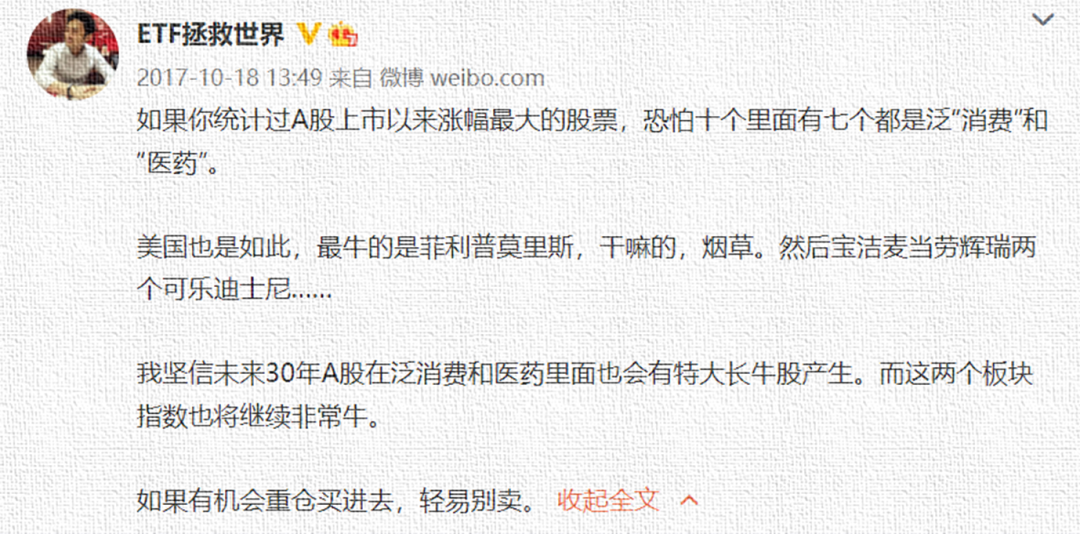 ETF拯救世界
2017-10-18 13:49 来自 微博 weibo.com
如果你统计过A股上市以来涨幅最大的股票，恐怕十个里面有七个都是泛“消费”和
“医药”。
美国也是如此，最牛的是菲利普莫里斯，干嘛的，烟草。然后宝洁麦当劳辉瑞两
个可乐迪士尼......
我坚信未来30年A股在泛消费和医药里面也会有特大长牛股产生。而这两个板块
指数也将继续非常牛。
如果有机会重仓买进去，轻易别卖。 收起全文